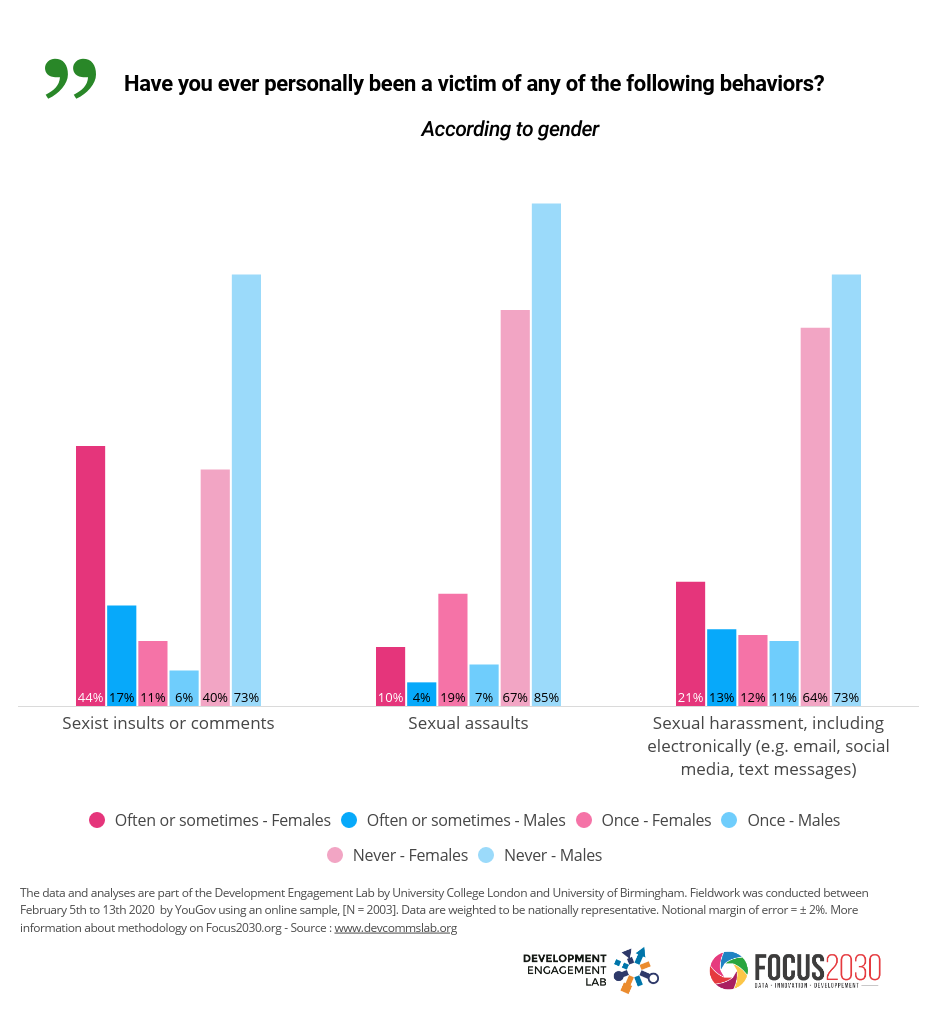 ”
Have you ever personally been a victim of any of the following behaviors?
According to gender
44% 17% 11% 6% 40% 73%
10% 4% 19% 7% 67% 85%
21% 13% 12% 11% 64% 73%
Sexist insults or comments
Sexual assaults
Sexual harassment, including
electronically (e.g. email, social
media, text messages)
Often or sometimes - Females
Often or sometimes - Males
Once - Females
Once - Males
Never - Females
Never - Males
The data and analyses are part of the Development Engagement Lab by University College London and University of Birmingham. Fieldwork was conducted between
February 5th to 13th 2020 by YouGov using an online sample, [N = 2003]. Data are weighted to be nationally representative. Notional margin of error = ± 2%. More
information about methodology on Focus2030.org - Source : www.devcommslab.org
DEVELOPMENT
ENGAGEMENT
LAB
FOCUS2030
DATA · INNOVATION · DEVELOPPEMENT